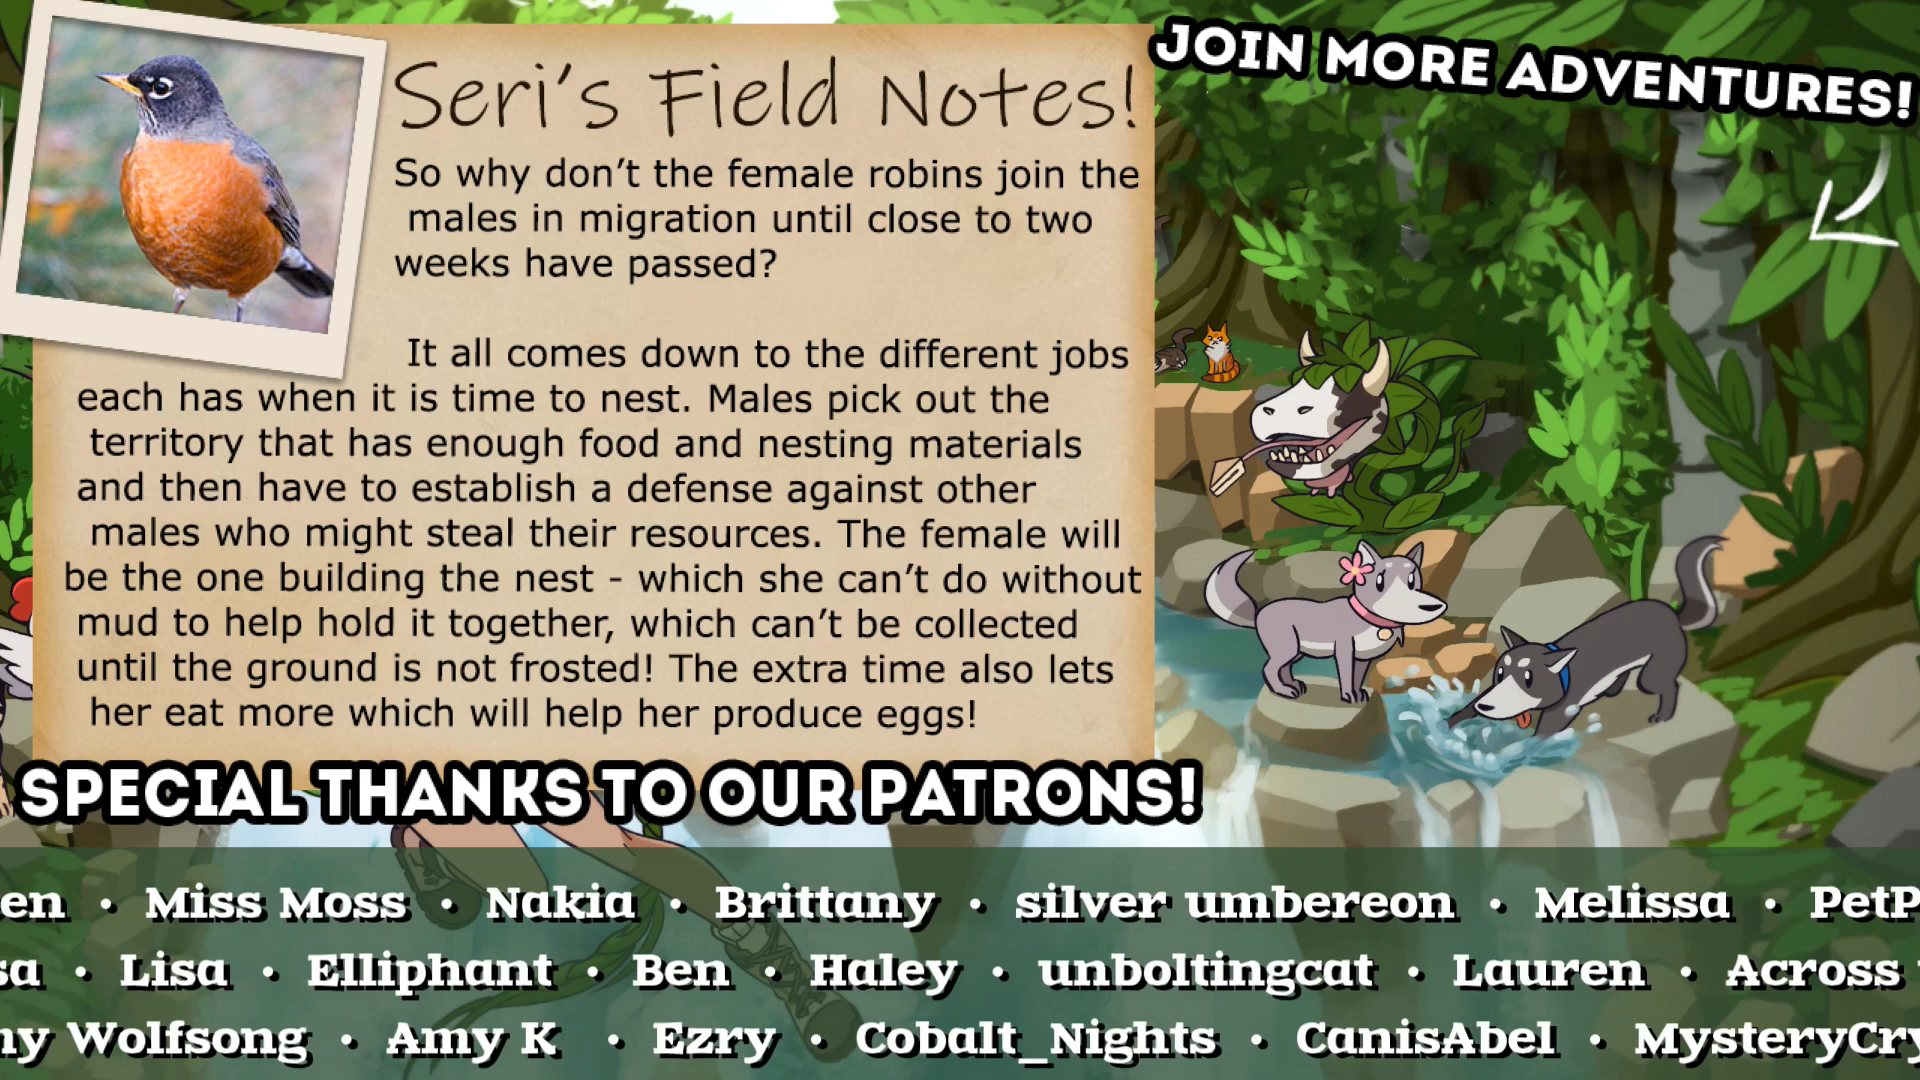 Seri's Field Notes!
So why don't the female robins join the
males in migration until close to two
weeks have passed?
It all comes down to the different jobs
each has when it is time to nest. Males pick out the
territory that has enough food and nesting materials
and then have to establish a defense against other
males who might steal their resources. The female will
be the one building the nest - which she can't do without
mud to help hold it together, which can't be collected
until the ground is not frosted! The extra time also lets
her eat more which will help her produce eggs!
JOIN MORE ADVENTURES!
SPECIAL THANKS TO OUR PATRONS!
en • Miss Moss • Nakia • Brittany • silver umbereon • Melissa • PetP
sa • Lisa • Elliphant • Ben • Haley • unboltingcat • Lauren • Across
ny Wolfsong • Amy K • Ezry • Cobalt_Nights • CanisAbel • MysteryCry